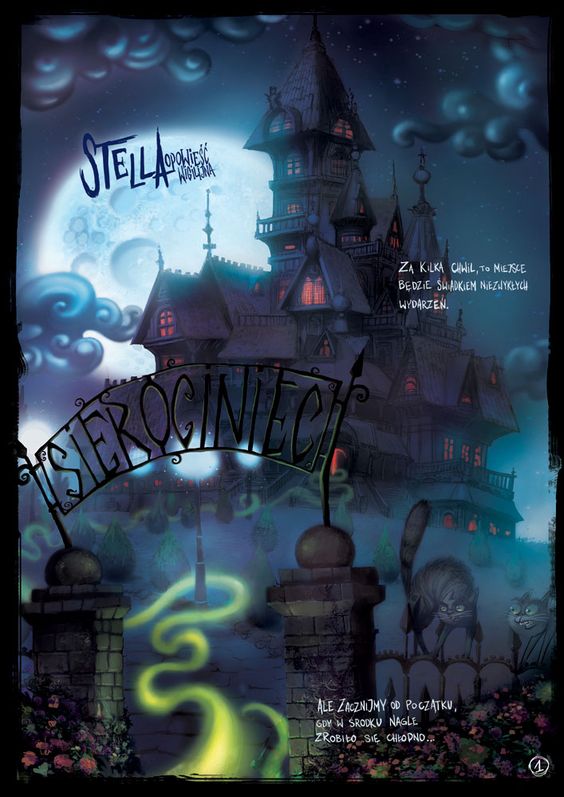 STELLA
OPOWIEŚĆ
WIGILIJNA
ZA KILKA CHWIL, TO MIEJSCE
BĘDZIE ŚWIADKIEM NIEZWYKŁYCH
WYDARZEŃ.
SIEROCINIEC
ALE ZACZNIJMY OD POCZĄTKU,
GDY W ŚRODKU NAGLE
ZROBIŁO SIĘ CHŁODNO...
1